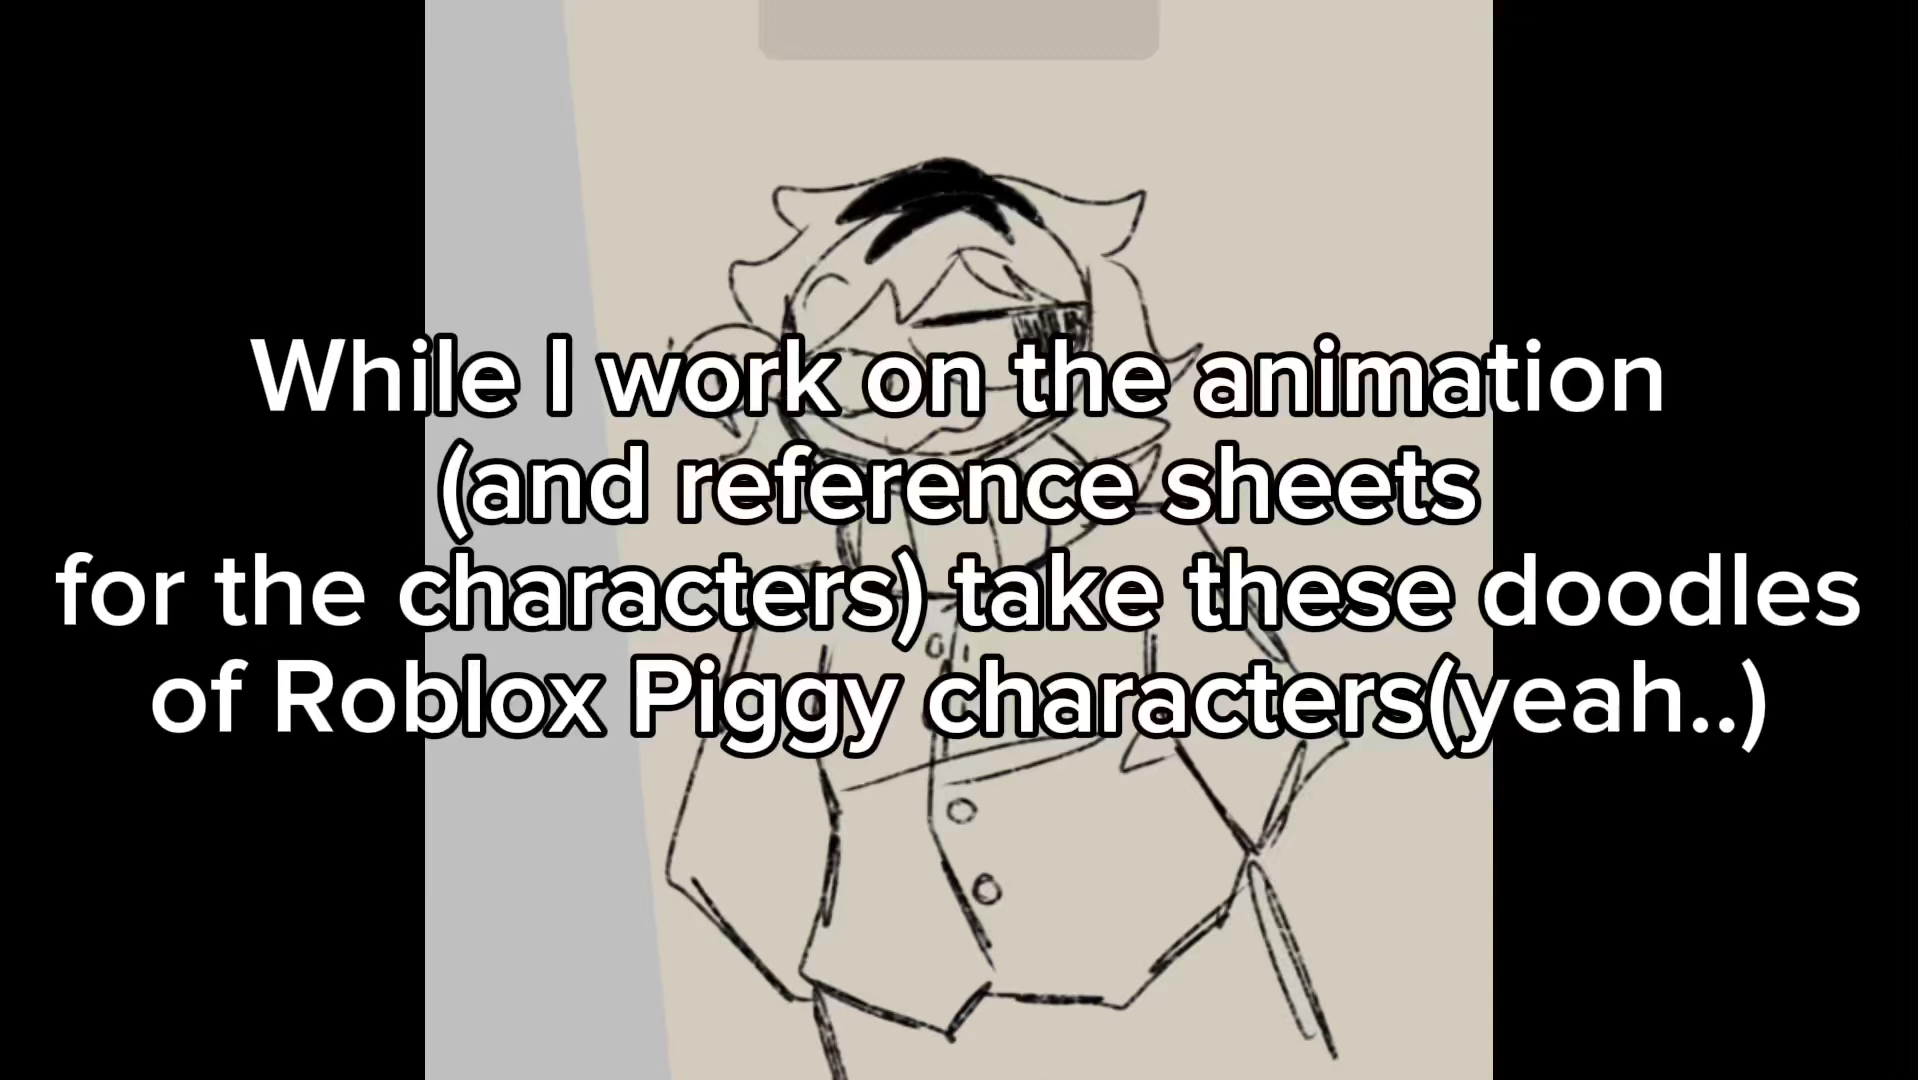 While I work on the animation
(and reference sheets
for the characters) take these doodles
of Roblox Piggy characters(yeah..)